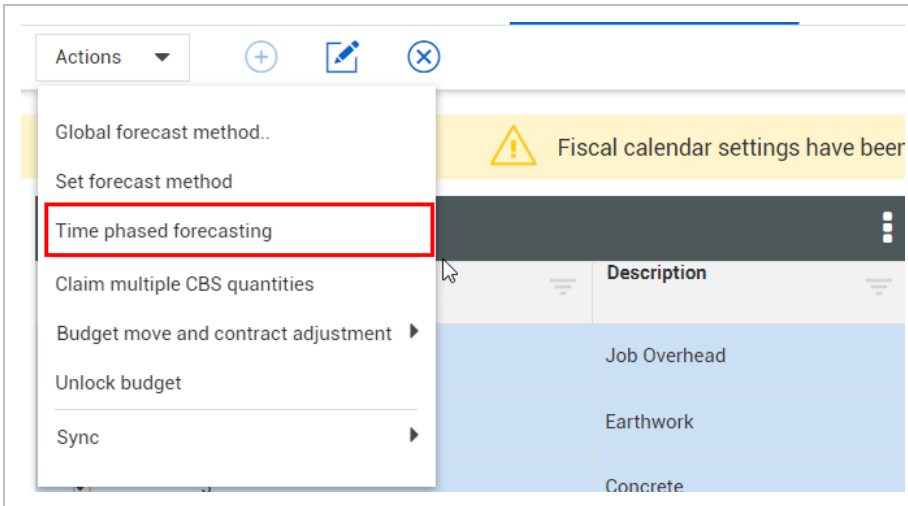 Actions
Global forecast method..
Fiscal calendar settings have been
Set forecast method
Time phased forecasting
Claim multiple CBS quantities
Description
Budget move and contract adjustment
Job Overhead
Unlock budget
Earthwork
Sync
Concrete